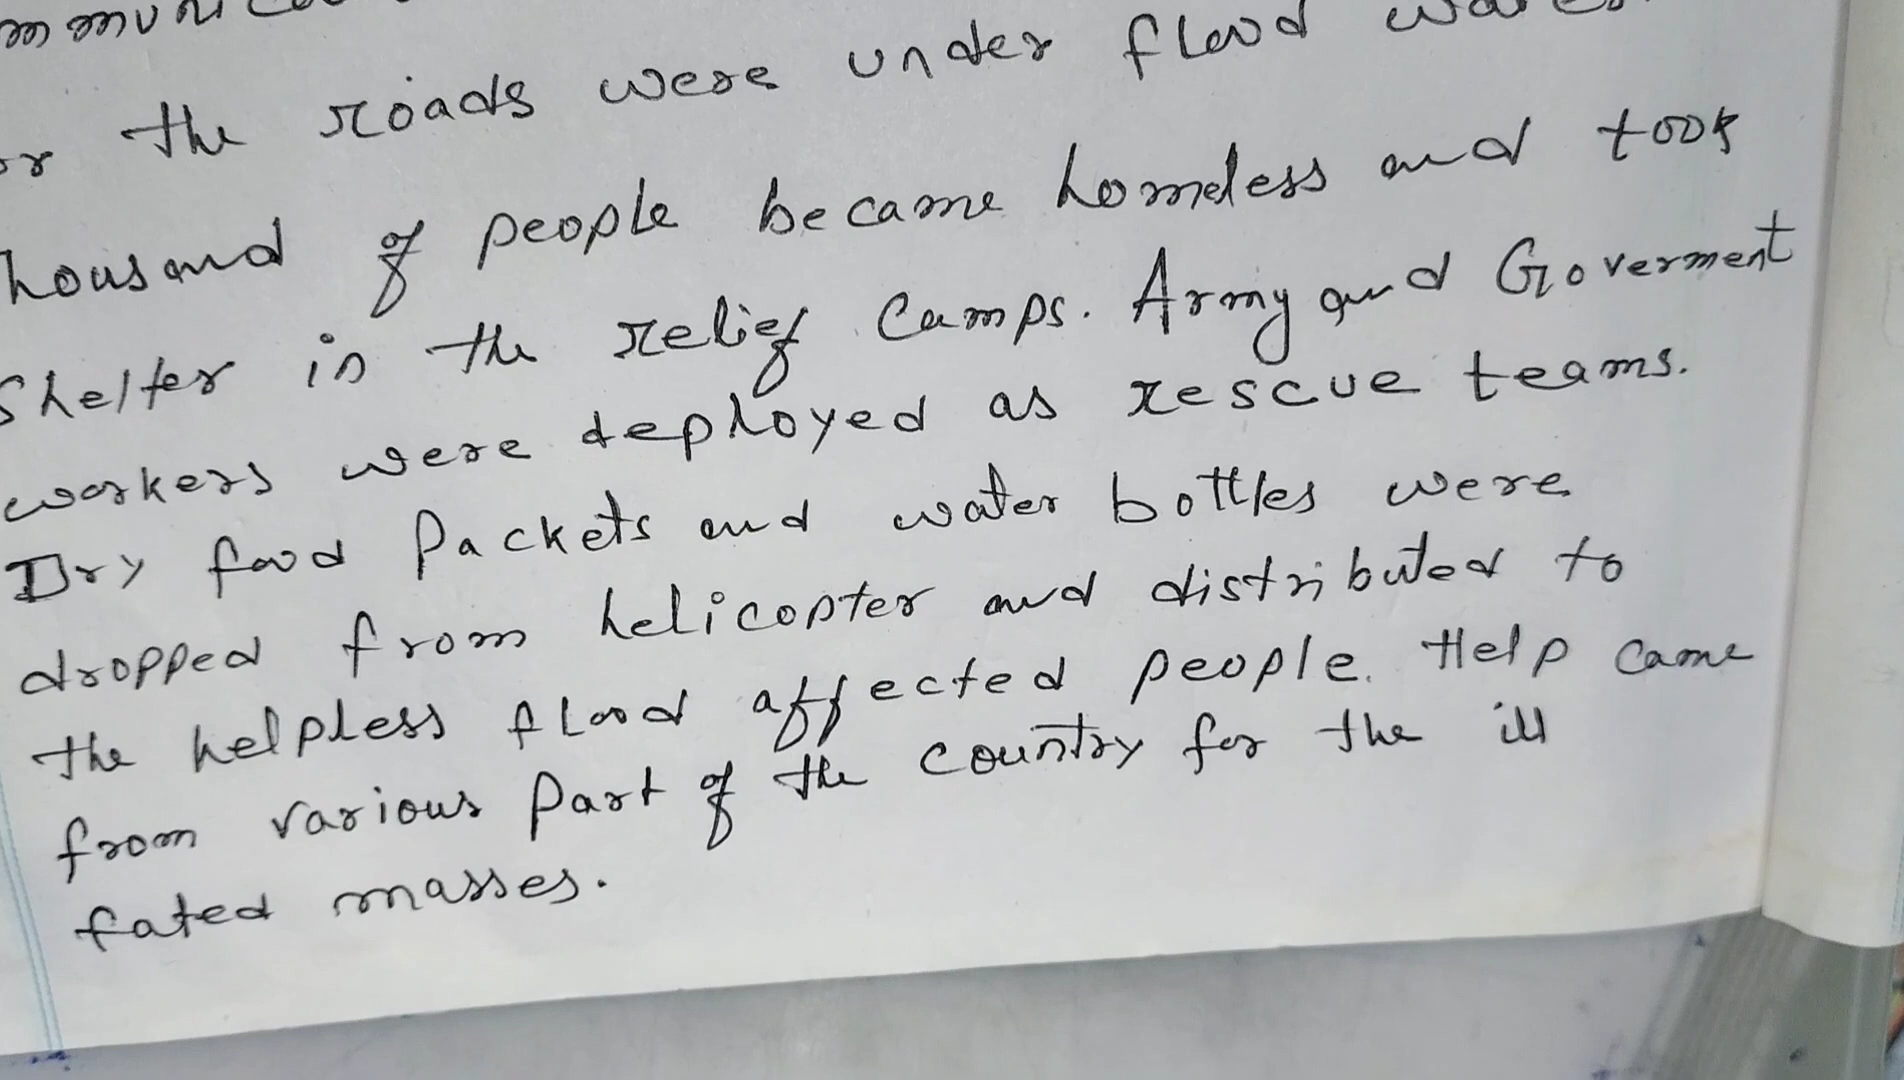 the roads were under flood
housand of people became homeless and took
Shelter in the relief Camps. Army and Goverment
workers were deployed as rescue teams.
Dry food Packets and water bottles were
dropped from helicopter and distributed to
the helpless flood affected people. Help came
from various Part of the country for the ill
fated masses.